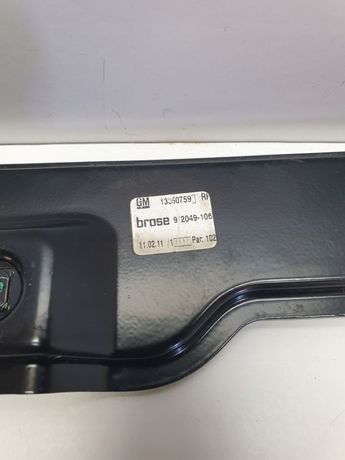 GM 13350759 RH
brose 9 2049-106
11.02.11 Par. 102